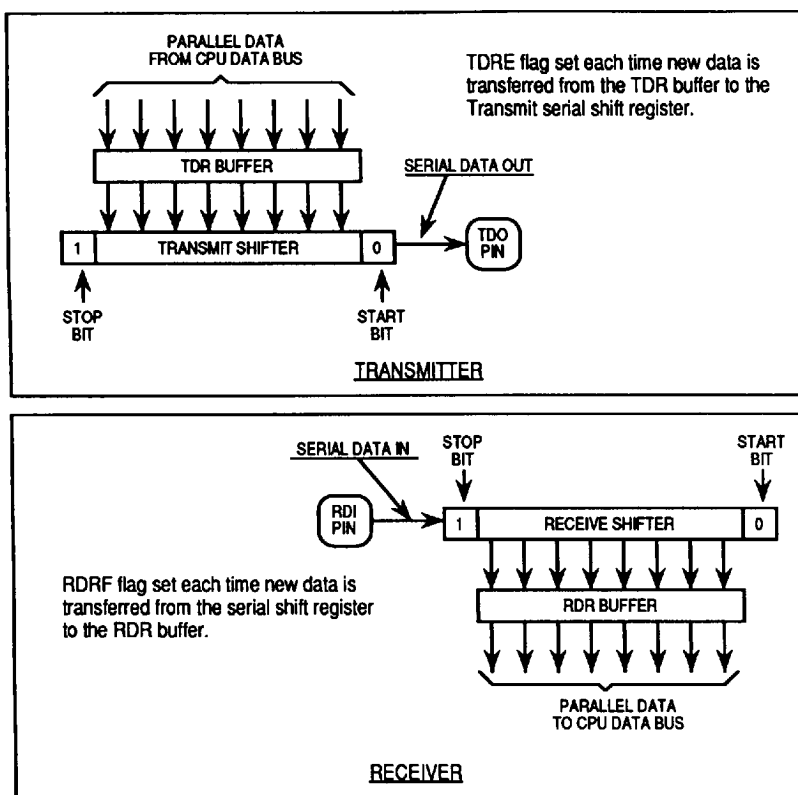 PARALLEL DATA
FROM CPU DATA BUS
TDRE flag set each time new data is
transferred from the TDR buffer to the
Transmit serial shift register.
TDR BUFFER
SERIAL DATA OUT
1
TRANSMIT SHIFTER
0
TDO
PIN
STOP
BIT
START
BIT
TRANSMITTER
SERIAL DATA IN
STOP
BIT
START
BIT
RDI
PIN
1
RECEIVE SHIFTER
0
RDRF flag set each time new data is
transferred from the serial shift register
to the RDR buffer.
RDR BUFFER
PARALLEL DATA
TO CPU DATA BUS
RECEIVER